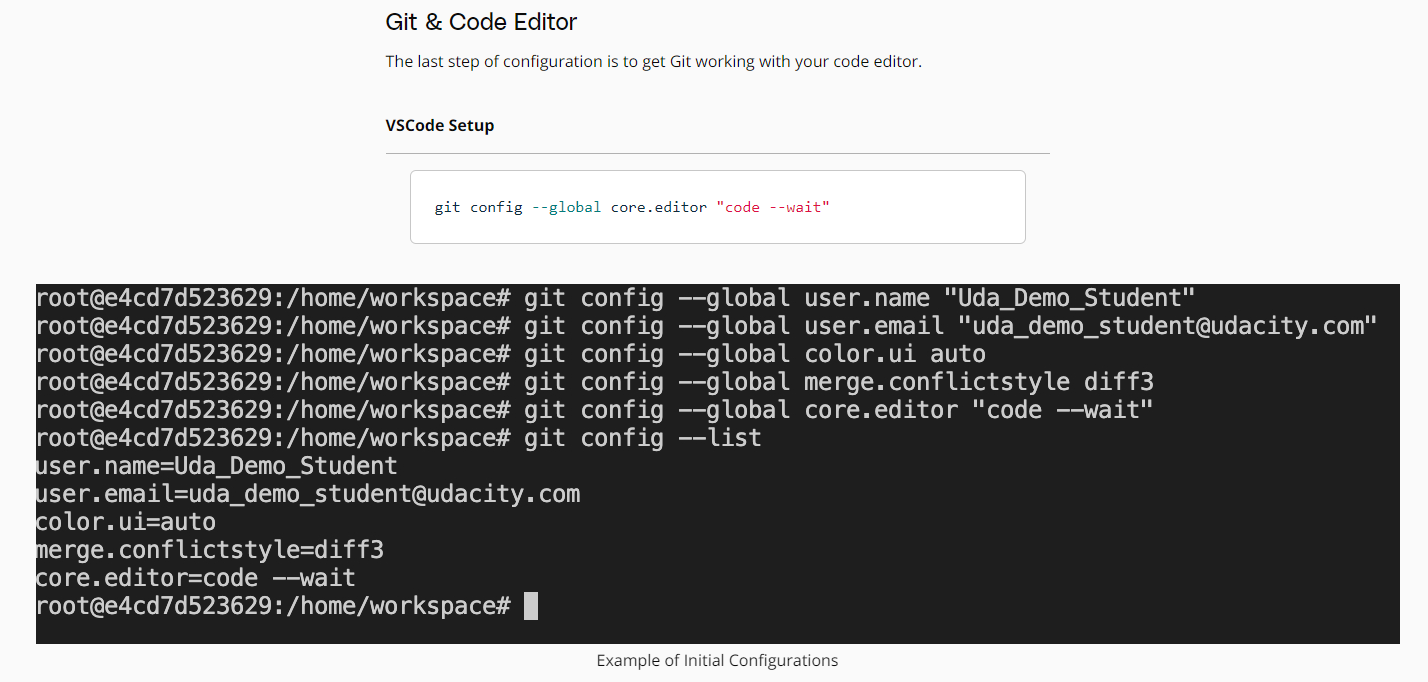 Git & Code Editor
The last step of configuration is to get Git working with your code editor.
VSCode Setup
git config --global core.editor "code --wait"
root@e4cd7d523629:/home/workspace# git config --global user.name "Uda_Demo_Student"
root@e4cd7d523629:/home/workspace# git config --global user.email "uda_demo_student@udacity.com"
root@e4cd7d523629:/home/workspace# git config --global color.ui auto
root@e4cd7d523629:/home/workspace# git config --global merge.conflictstyle diff3
root@e4cd7d523629:/home/workspace# git config --global core.editor "code --wait"
root@e4cd7d523629:/home/workspace# git config --list
user.name=Uda_Demo_Student
user.email=uda_demo_student@udacity.com
color.ui=auto
merge.conflictstyle=diff3
core.editor=code --wait
root@e4cd7d523629:/home/workspace#
Example of Initial Configurations